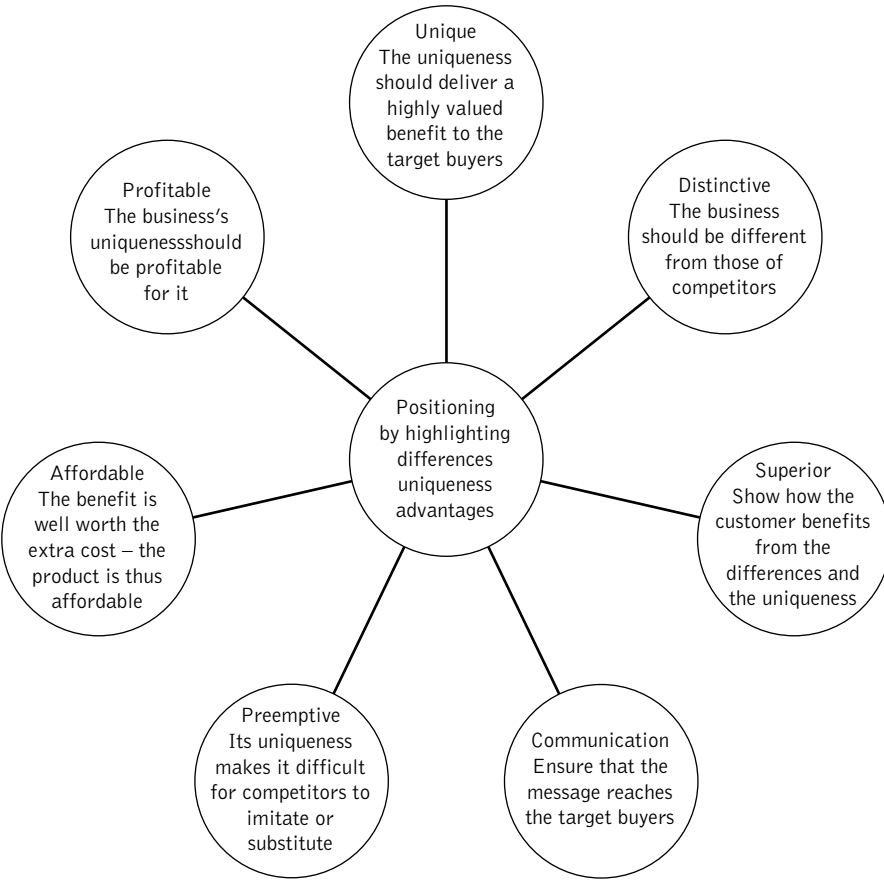 Unique
The uniqueness
should deliver a
highly valued
benefit to the
target buyers
Distinctive
The business
should be different
from those of
competitors
Superior
Show how the
customer benefits
from the
differences and
the uniqueness
Communication
Ensure that the
message reaches
the target buyers
Preemptive
Its uniqueness
makes it difficult
for competitors to
imitate or
substitute
Affordable
The benefit is
well worth the
extra cost – the
product is thus
affordable
Profitable
The business's
uniquenessshould
be profitable
for it
Positioning
by highlighting
differences
uniqueness
advantages